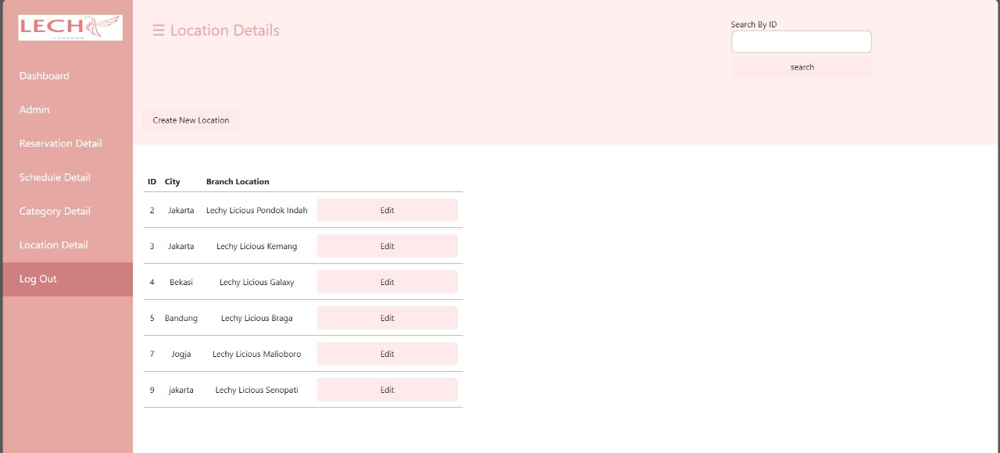 LECH
LICIOUS
Dashboard
Admin
Reservation Detail
Schedule Detail
Category Detail
Location Detail
Log Out
☰ Location Details
Search By ID
search
Create New Location
ID City Branch Location
2 Jakarta Lechy Licious Pondok Indah Edit
3 Jakarta Lechy Licious Kemang Edit
4 Bekasi Lechy Licious Galaxy Edit
5 Bandung Lechy Licious Braga Edit
7 Jogja Lechy Licious Malioboro Edit
9 jakarta Lechy Licious Senopati Edit